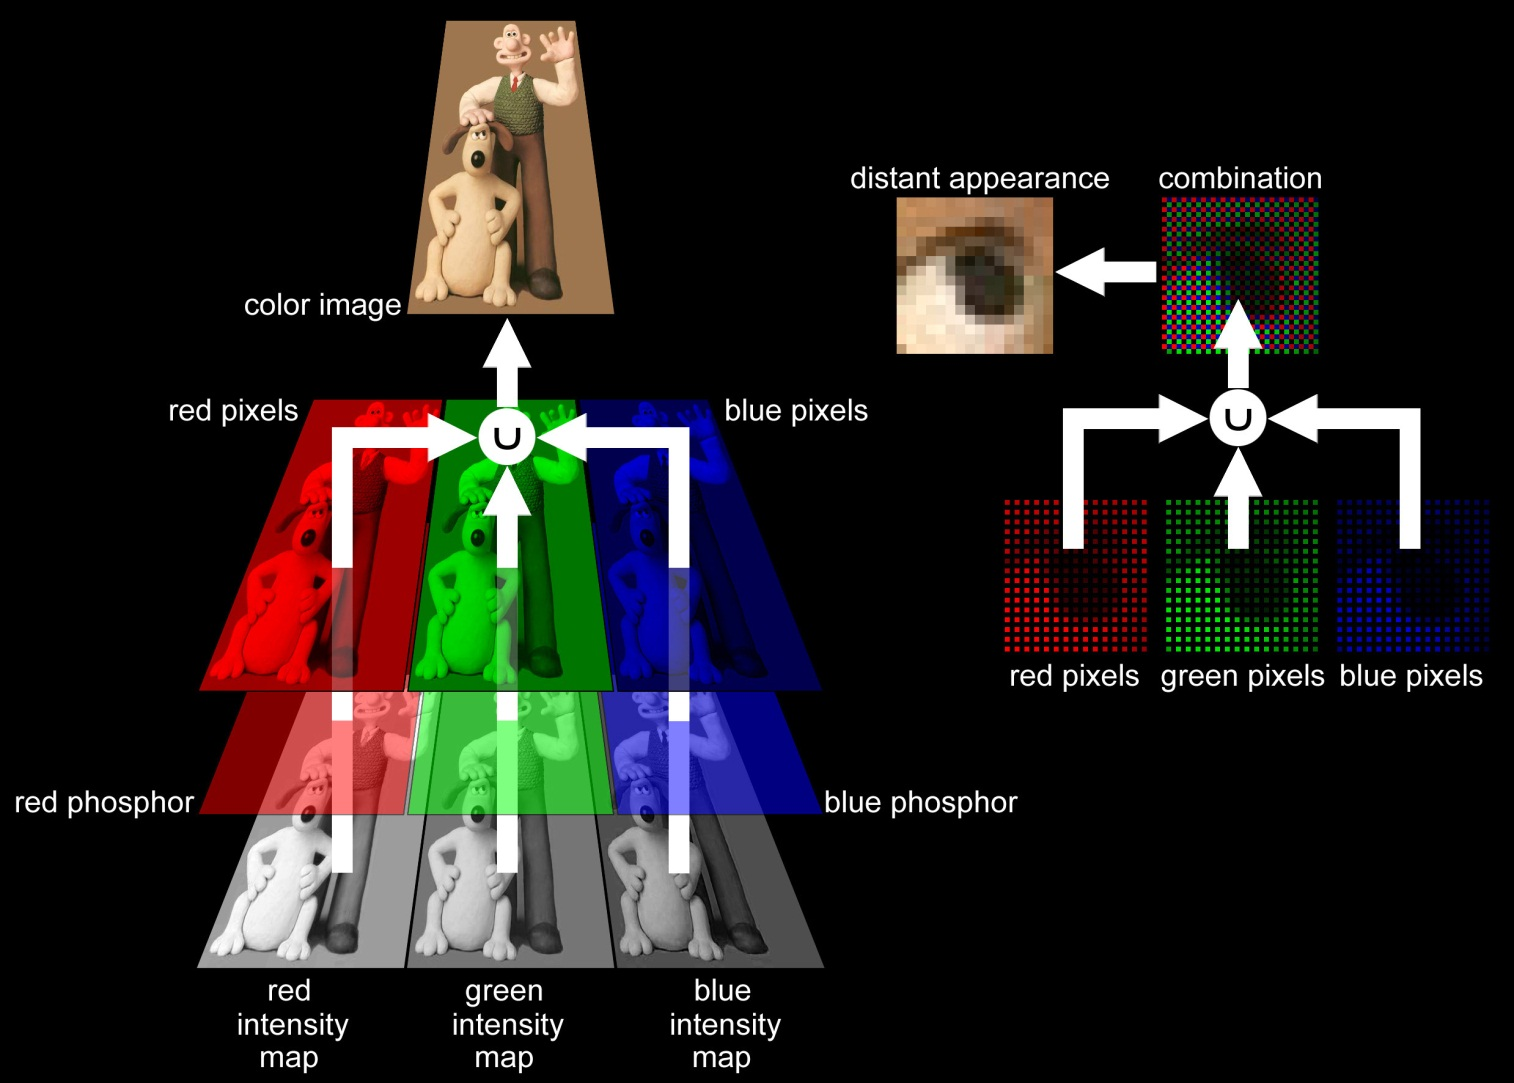 color image
red pixels
blue pixels
red phosphor
blue phosphor
red
intensity
map
green
intensity
map
blue
intensity
map
distant appearance
combination
red pixels
green pixels
blue pixels
∪
∪